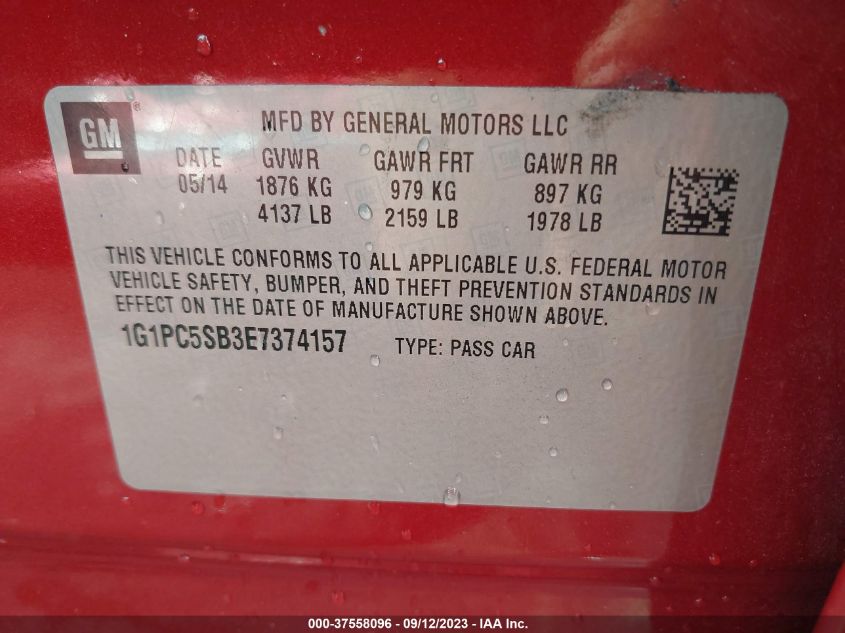 GM ® MFD BY GENERAL MOTORS LLC
DATE GVWR GAWR FRT GAWR RR
05/14 1876 KG 979 KG 897 KG
4137 LB 2159 LB 1978 LB
THIS VEHICLE CONFORMS TO ALL APPLICABLE U.S. FEDERAL MOTOR
VEHICLE SAFETY, BUMPER, AND THEFT PREVENTION STANDARDS IN
EFFECT ON THE DATE OF MANUFACTURE SHOWN ABOVE.
1G1PC5SB3E7374157 TYPE: PASS CAR
000-37558096 - 09/12/2023 - IAA Inc.